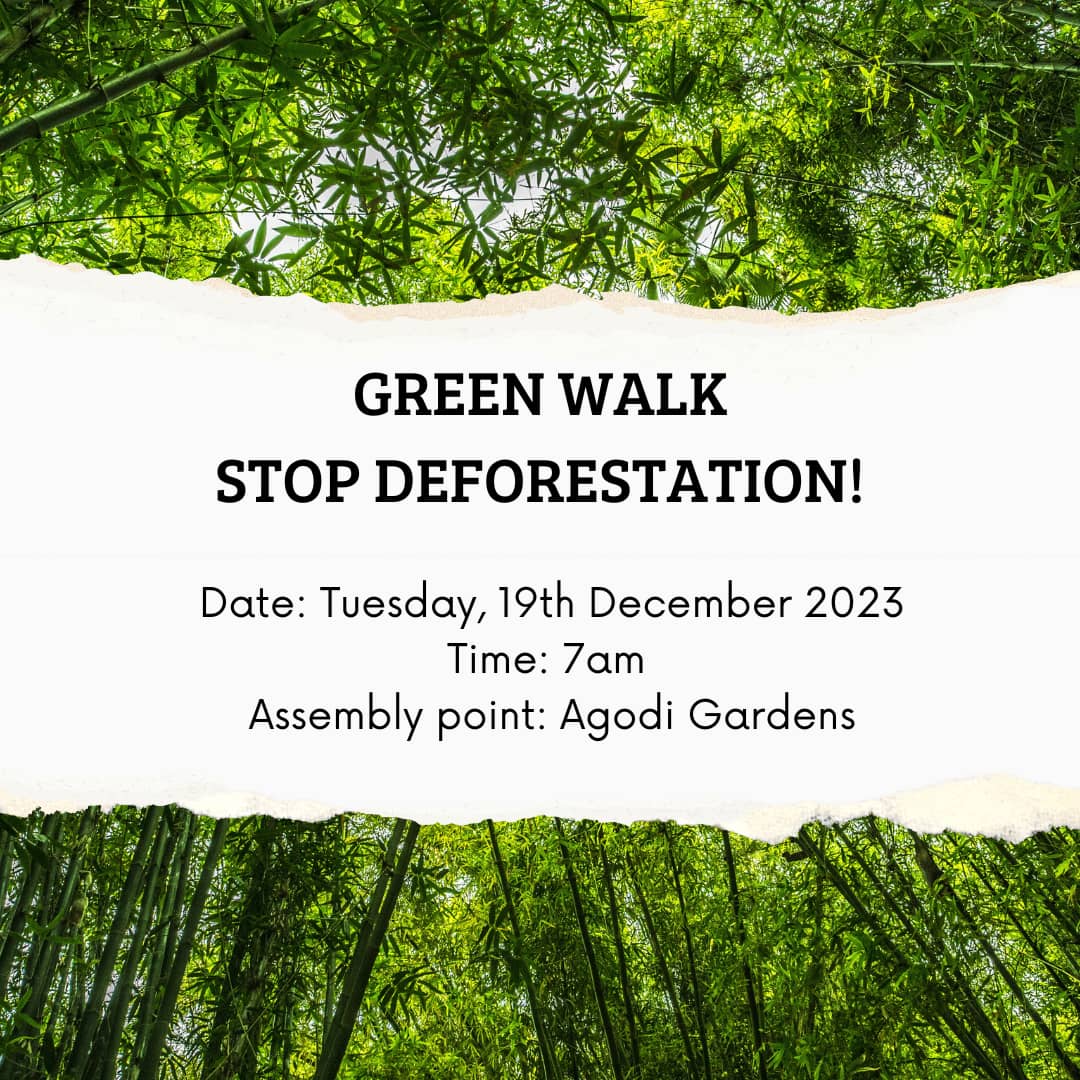 GREEN WALK
STOP DEFORESTATION!
Date: Tuesday, 19th December 2023
Time: 7am
Assembly point: Agodi Gardens